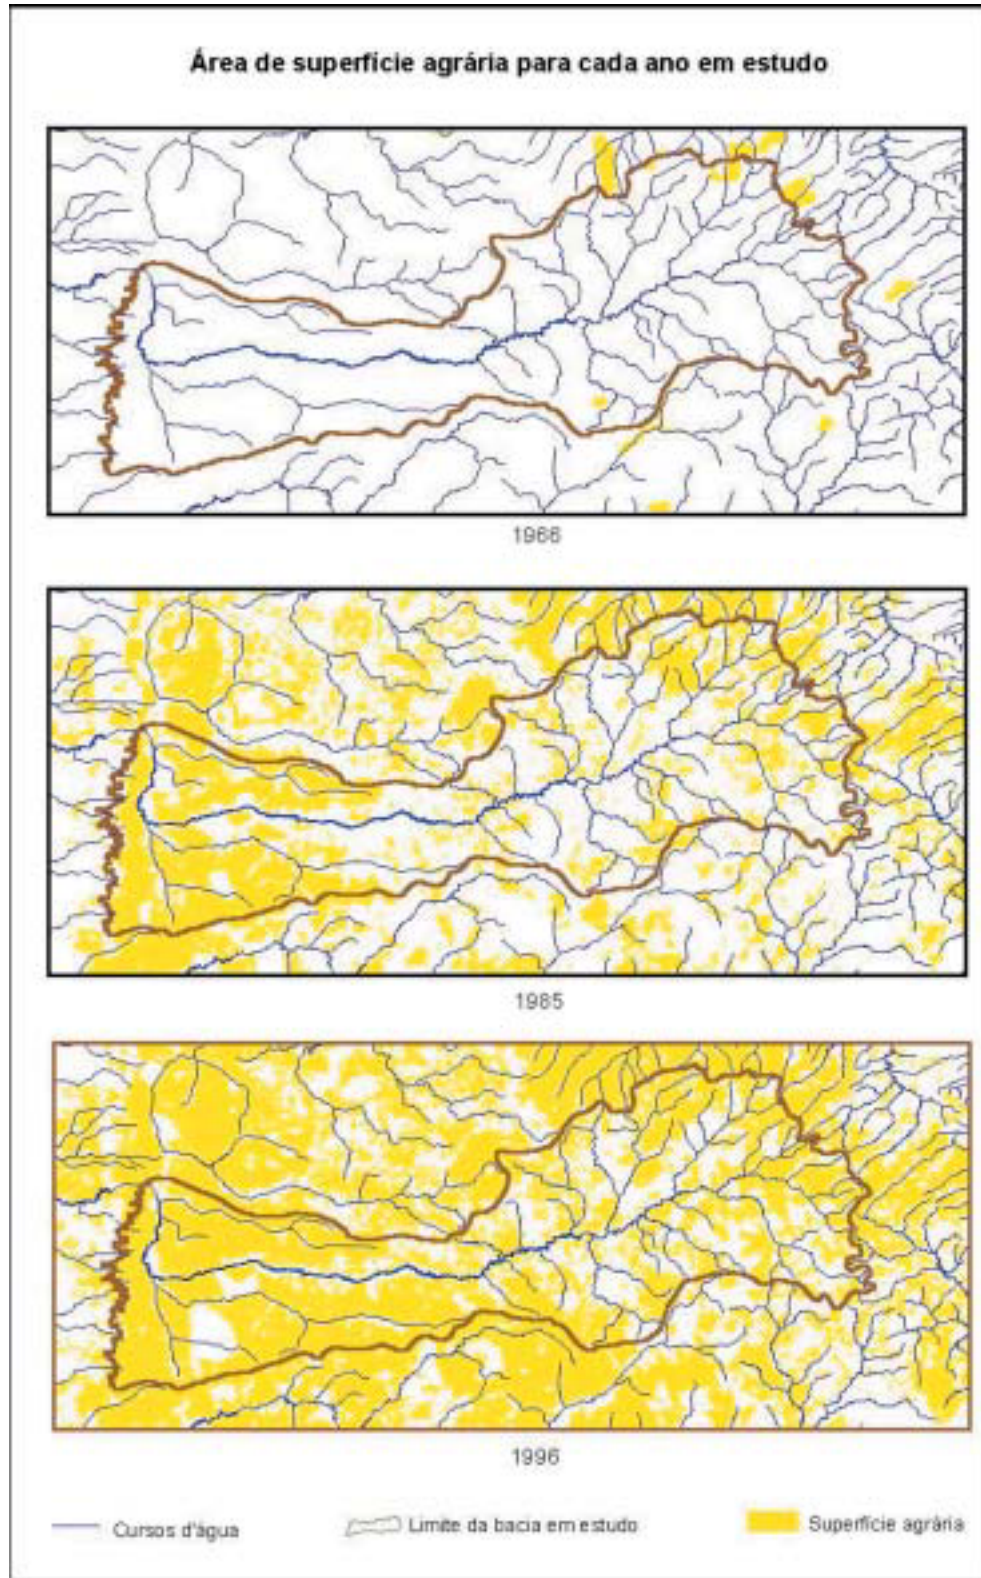 Área de superfície agrária para cada ano em estudo
1966
1985
1996
Cursos d'água
Limite da bacia em estudo
Superfície agrária